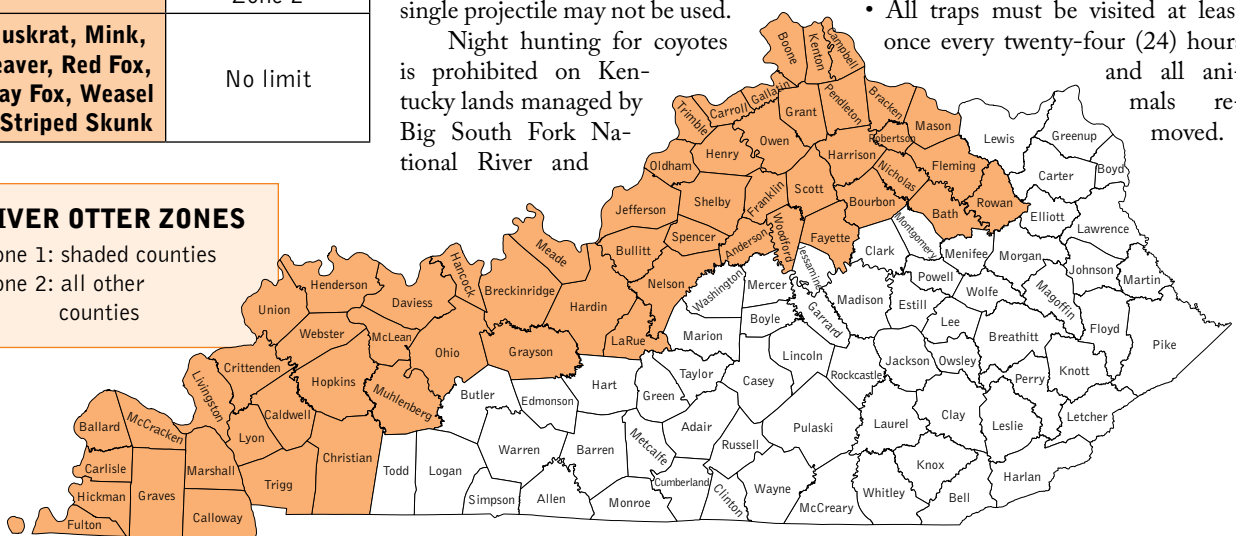 Zone 2
uskrat, Mink,
eaver, Red Fox,
ay Fox, Weasel
Striped Skunk
No limit
single projectile may not be used.
Night hunting for coyotes
is prohibited on Ken-
tucky lands managed by
Big South Fork Na-
tional River and
• All traps must be visited at leas
once every twenty-four (24) hours
and all ani-
mals re-
moved.
IVER OTTER ZONES
one 1: shaded counties
one 2: all other
counties
Boone
Kenton
Campbell
Gallatin
Carroll
Trimble
Grant
Pendleton
Bracken
Mason
Robertson
Lewis
Greenup
Boyd
Carter
Owen
Henry
Oldham
Harrison
Nicholas
Fleming
Rowan
Elliott
Lawrence
Jefferson
Shelby
Franklin
Scott
Bourbon
Bath
Montgomery
Menifee
Morgan
Johnson
Martin
Bullitt
Spencer
Anderson
Woodford
Fayette
Clark
Powell
Wolfe
Magoffin
Floyd
Pike
Meade
Hancock
Breckinridge
Hardin
Nelson
Washington
Mercer
Jessamine
Garrard
Madison
Estill
Lee
Breathitt
Henderson
Union
Daviess
Webster
McLean
Ohio
Grayson
LaRue
Marion
Boyle
Lincoln
Rockcastle
Jackson
Owsley
Perry
Knott
Letcher
Livingston
Crittenden
Hopkins
Muhlenberg
Butler
Edmonson
Hart
Green
Taylor
Casey
Pulaski
Laurel
Clay
Leslie
Harlan
Ballard
McCracken
Lyon
Caldwell
Christian
Todd
Logan
Warren
Barren
Metcalfe
Adair
Russell
Knox
Bell
Whitley
Carlisle
Hickman
Graves
Marshall
Trigg
Simpson
Allen
Monroe
Cumberland
Clinton
Wayne
McCreary
Fulton
Calloway